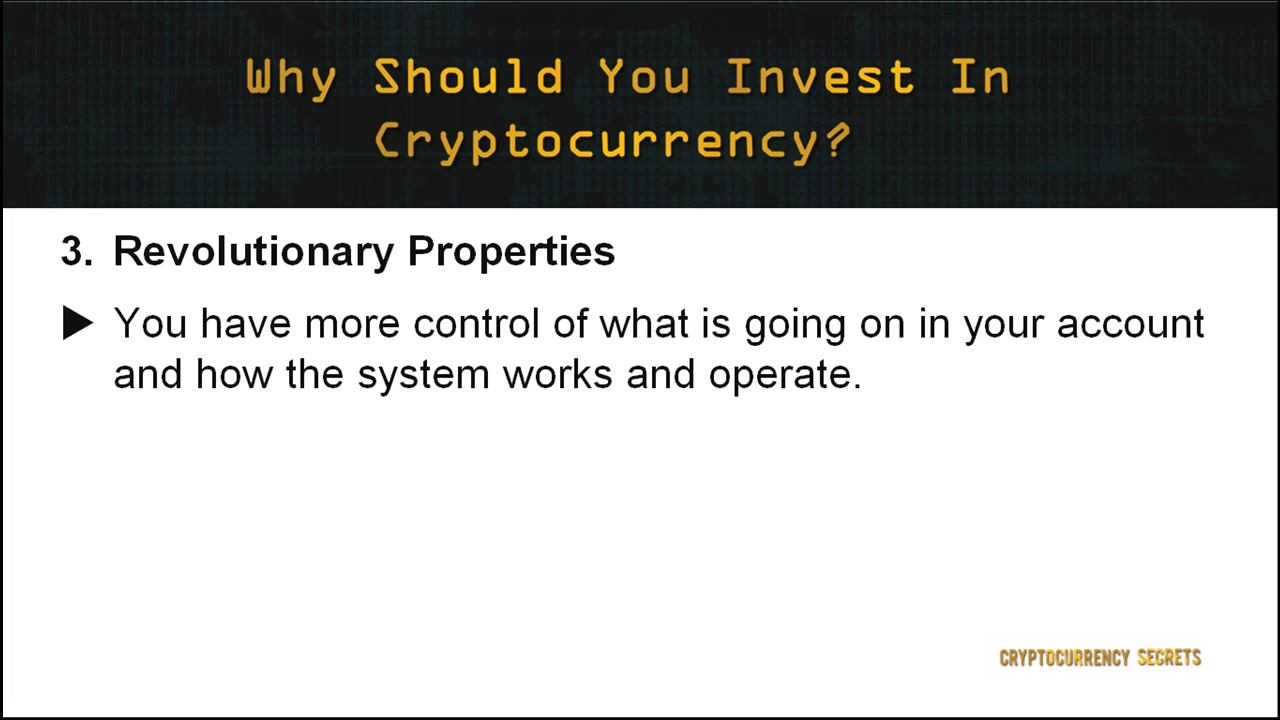 Why Should You Invest In
Cryptocurrency?
3. Revolutionary Properties
▶ You have more control of what is going on in your account
and how the system works and operate.
CRYPTOCURRENCY SECRETS